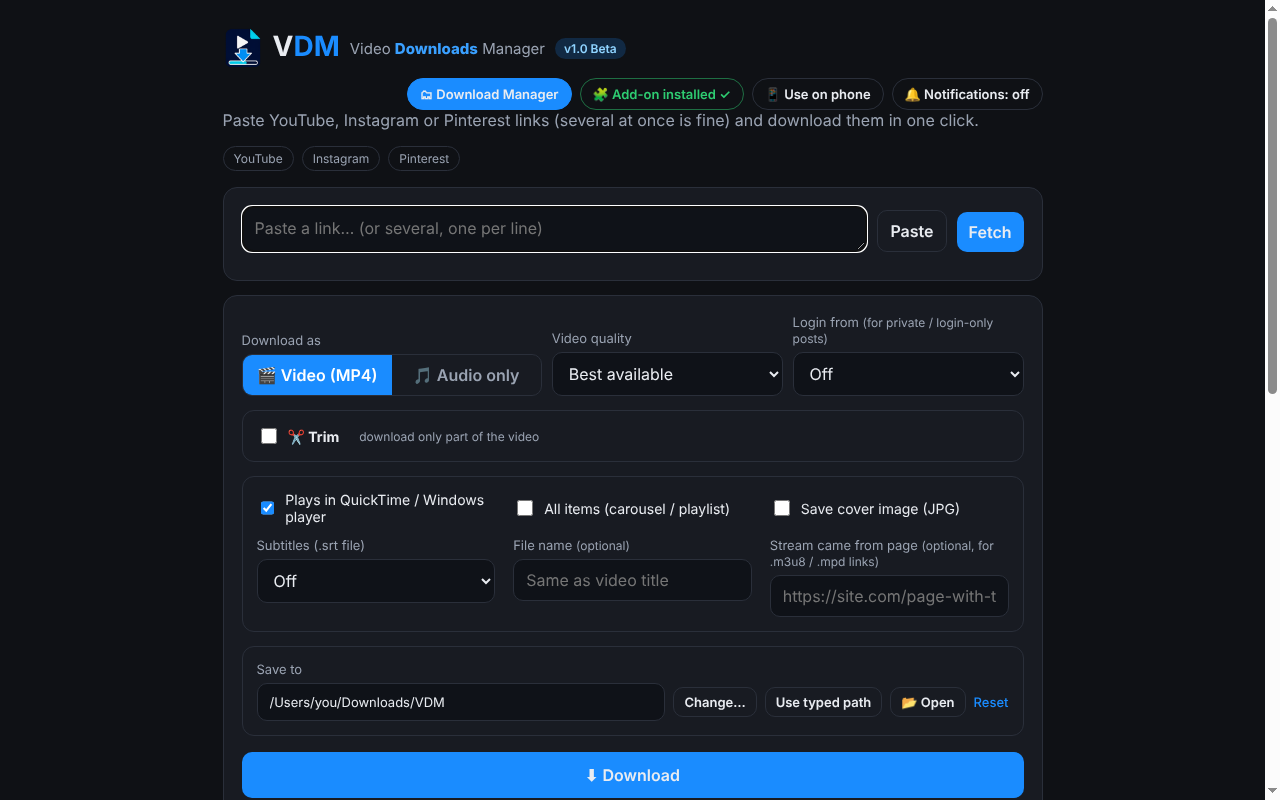 VDM Video Downloads Manager v1.0 Beta
🗂 Download Manager 🧩 Add-on installed ✓ 📱 Use on phone 🔔 Notifications: off
Paste YouTube, Instagram or Pinterest links (several at once is fine) and download them in one click.
YouTube Instagram Pinterest
Paste a link... (or several, one per line) Paste Fetch
Download as
🎬 Video (MP4) 🎵 Audio only
Video quality
Best available
Login from (for private / login-only
posts)
Off
✂️ Trim download only part of the video
Plays in QuickTime / Windows
player
All items (carousel / playlist)
Save cover image (JPG)
Subtitles (.srt file)
Off
File name (optional)
Same as video title
Stream came from page (optional, for
.m3u8 / .mpd links)
https://site.com/page-with-t
Save to
/Users/you/Downloads/VDM Change... Use typed path 📂 Open Reset
⬇ Download